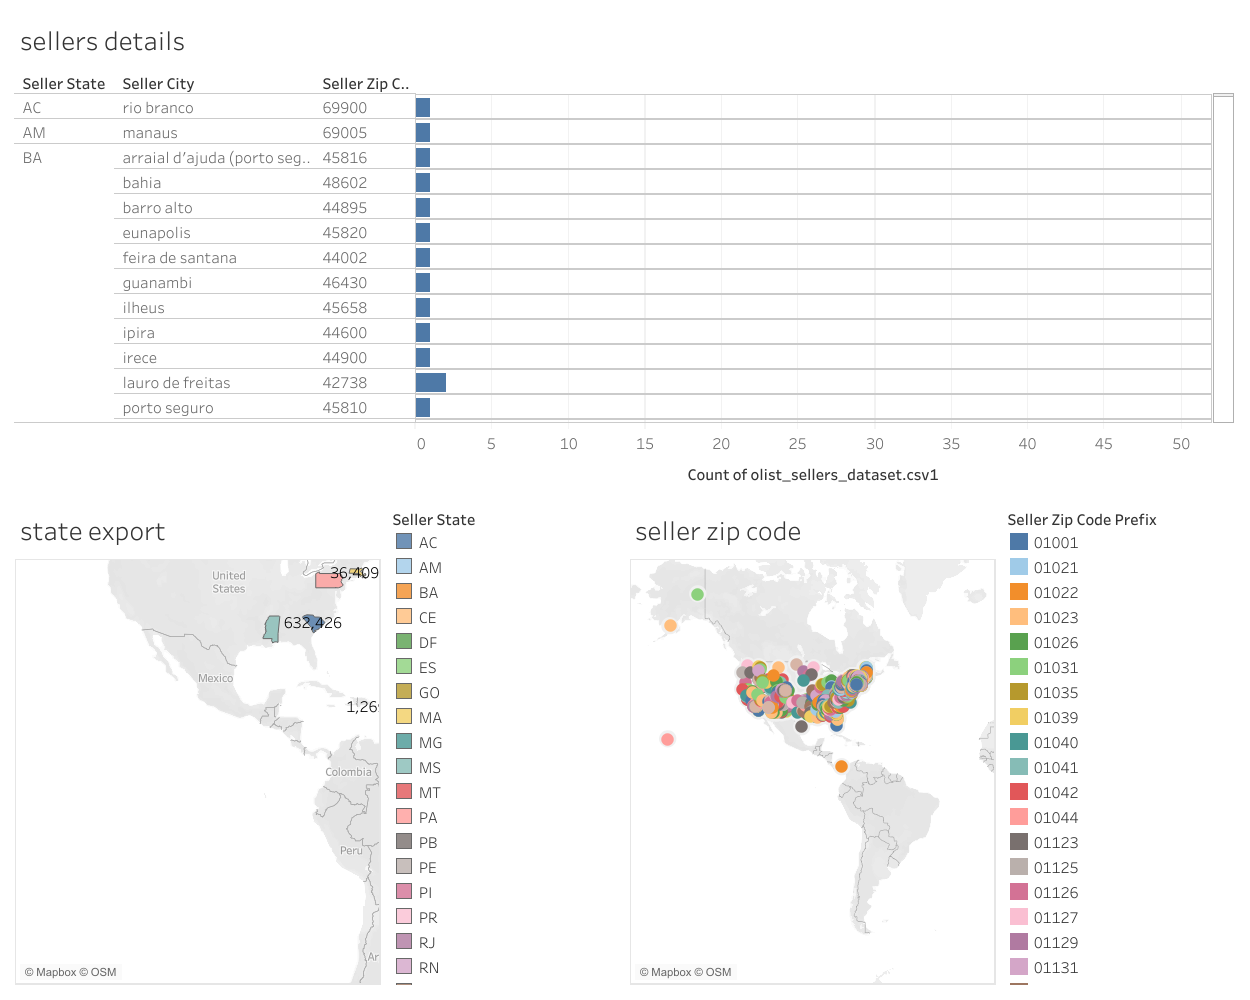 sellers details
Seller State Seller City Seller Zip C..
AC rio branco 69900
AM manaus 69005
BA arraial d'ajuda (porto seg.. 45816
bahia 48602
barro alto 44895
eunapolis 45820
feira de santana 44002
guanambi 46430
ilheus 45658
ipira 44600
irece 44900
lauro de freitas 42738
porto seguro 45810
0 5 10 15 20 25 30 35 40 45 50
Count of olist_sellers_dataset.csv1
state export
United
States
36,409
632,426
Mexico
1,26
Colombia
Peru
Ar
© Mapbox © OSM
Seller State
AC
AM
BA
CE
DF
ES
GO
MA
MG
MS
MT
PA
PB
PE
PI
PR
RJ
RN
seller zip code
© Mapbox © OSM
Seller Zip Code Prefix
01001
01021
01022
01023
01026
01031
01035
01039
01040
01041
01042
01044
01123
01125
01126
01127
01129
01131